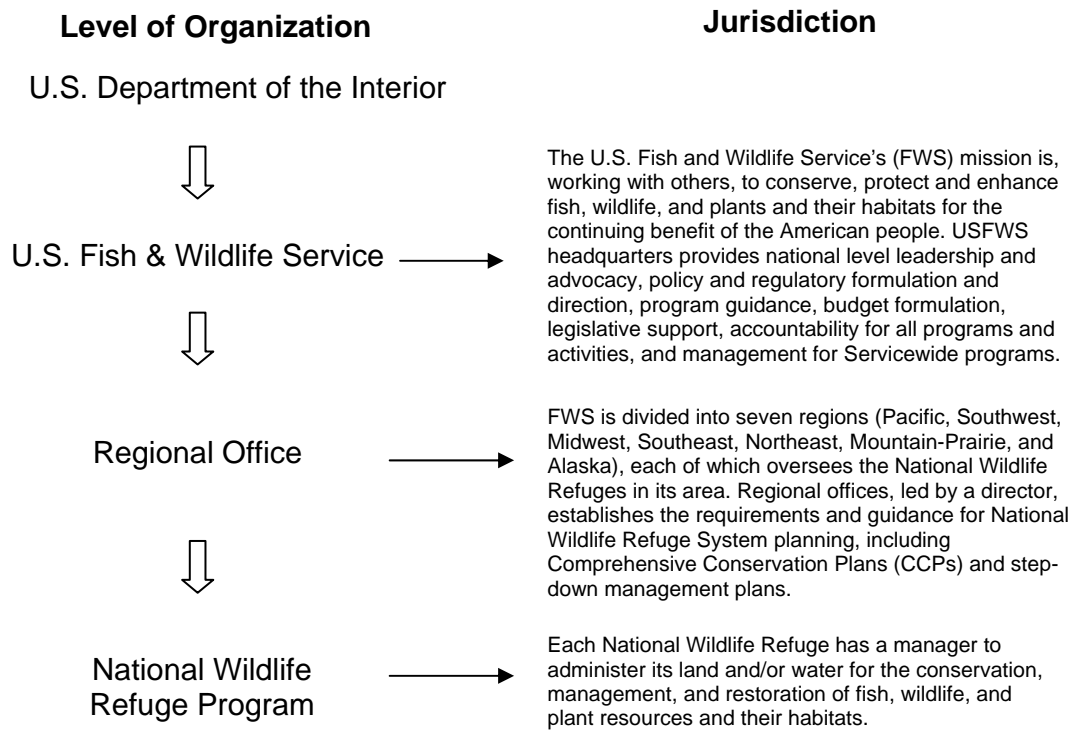 Level of Organization
Jurisdiction
U.S. Department of the Interior
U.S. Fish & Wildlife Service
The U.S. Fish and Wildlife Service's (FWS) mission is,
working with others, to conserve, protect and enhance
fish, wildlife, and plants and their habitats for the
continuing benefit of the American people. USFWS
headquarters provides national level leadership and
advocacy, policy and regulatory formulation and
direction, program guidance, budget formulation,
legislative support, accountability for all programs and
activities, and management for Servicewide programs.
Regional Office
FWS is divided into seven regions (Pacific, Southwest,
Midwest, Southeast, Northeast, Mountain-Prairie, and
Alaska), each of which oversees the National Wildlife
Refuges in its area. Regional offices, led by a director,
establishes the requirements and guidance for National
Wildlife Refuge System planning, including
Comprehensive Conservation Plans (CCPs) and step-
down management plans.
National Wildlife
Refuge Program
Each National Wildlife Refuge has a manager to
administer its land and/or water for the conservation,
management, and restoration of fish, wildlife, and
plant resources and their habitats.